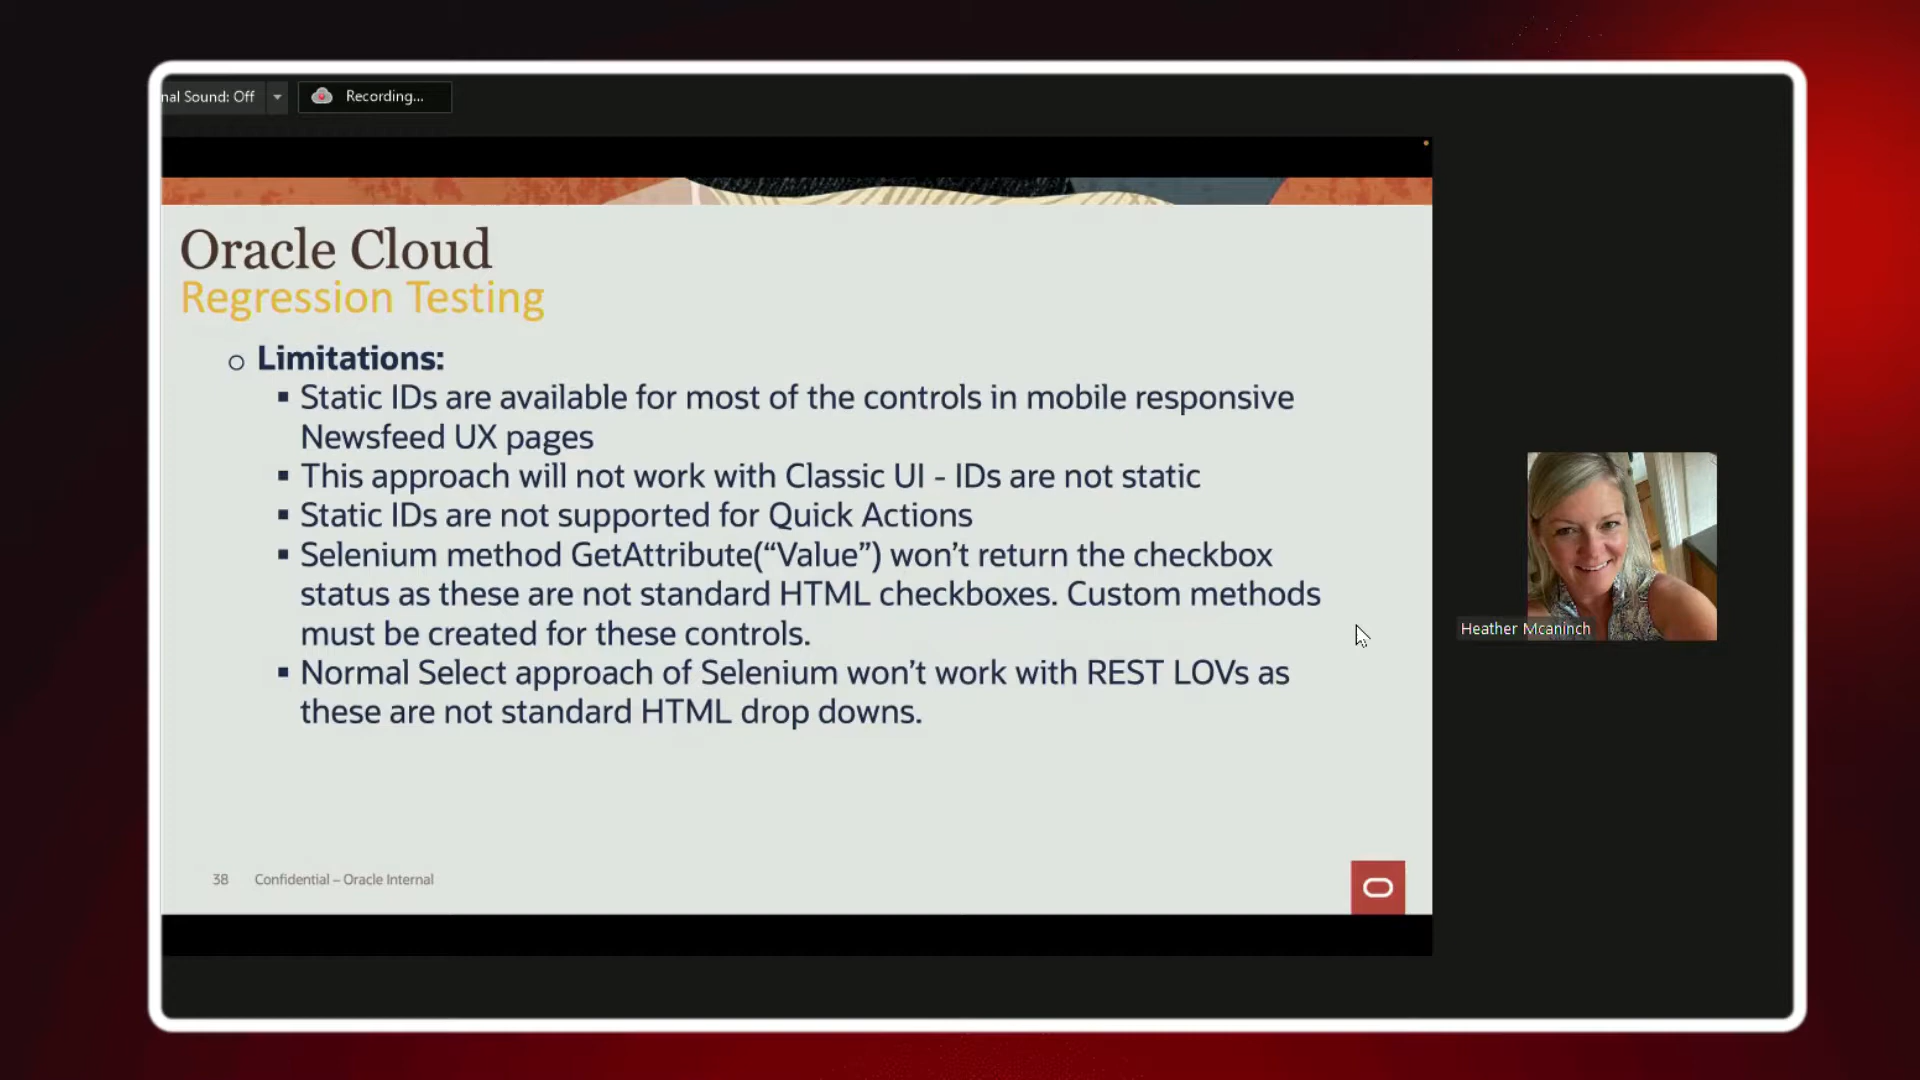 nal Sound: Off
Recording...
Oracle Cloud
Regression Testing
Limitations:
Static IDs are available for most of the controls in mobile responsive
Newsfeed UX pages
This approach will not work with Classic UI - IDs are not static
Static IDs are not supported for Quick Actions
Selenium method GetAttribute(“Value”) won’t return the checkbox
status as these are not standard HTML checkboxes. Custom methods
must be created for these controls.
Normal Select approach of Selenium won’t work with REST LOVs as
these are not standard HTML drop downs.
Heather Mcaninch
38 Confidential – Oracle Internal